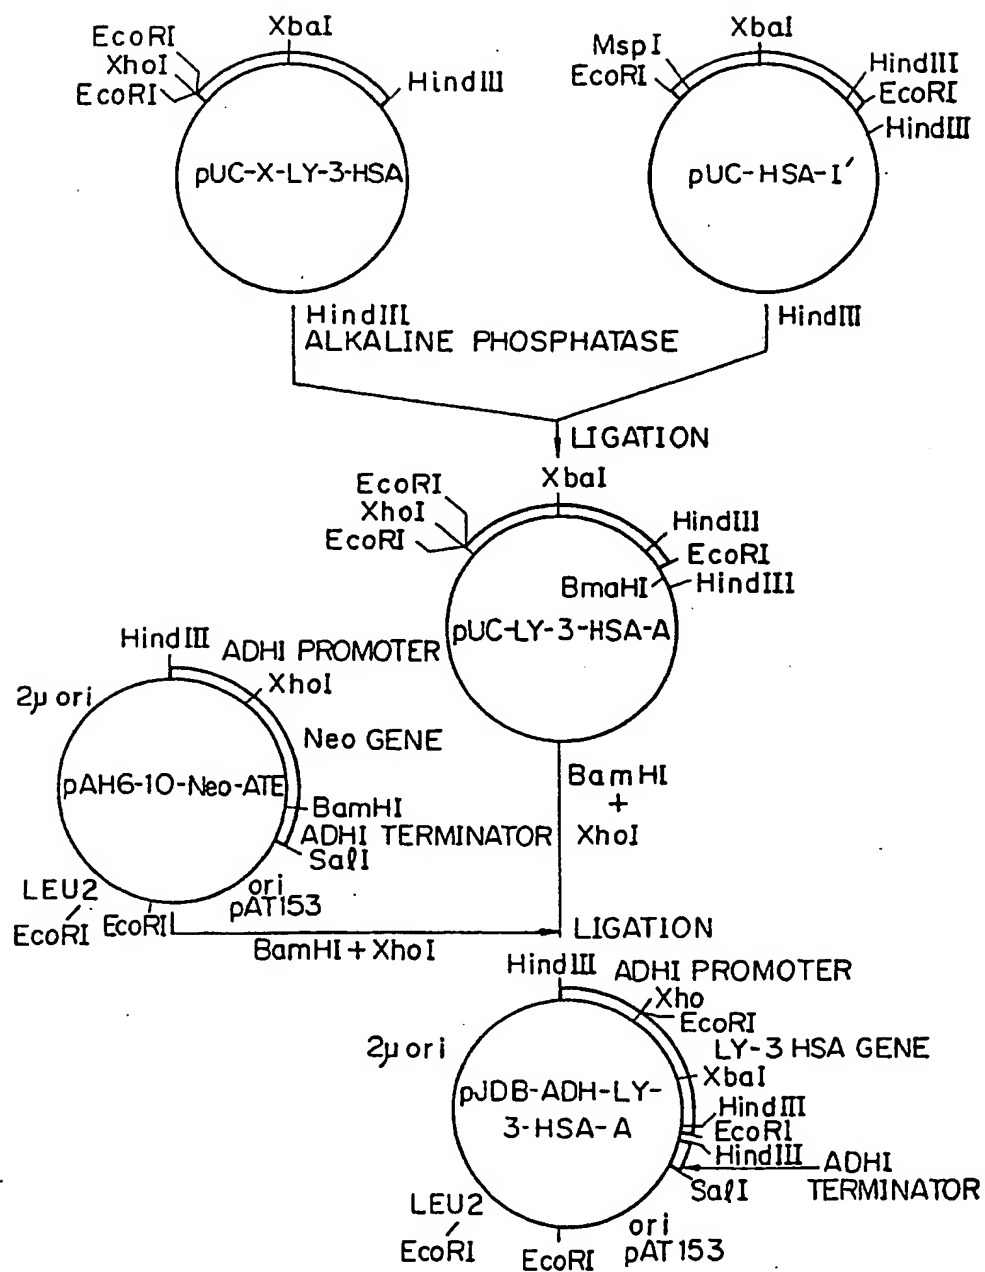 EcoRI
XhoI
EcoRI
XbaI
HindIII
pUC-X-LY-3-HSA
MspI
EcoRI
XbaI
HindIII
EcoRI
HindIII
pUC-HSA-I′
HindIII
ALKALINE PHOSPHATASE
HindIII
LIGATION
XbaI
EcoRI
XhoI
EcoRI
HindIII
EcoRI
BmaHI
HindIII
pUC-LY-3-HSA-A
HindIII
ADHI PROMOTER
XhoI
2μ ori
Neo GENE
pAH6-10-Neo-ATE
BamHI
ADHI TERMINATOR
SalI
LEU2
EcoRI
EcoRI
ori
pAT153
BamHI
+
XhoI
BamHI + XhoI
LIGATION
HindIII
ADHI PROMOTER
Xho
EcoRI
LY-3 HSA GENE
2μ ori
XbaI
pJDB-ADH-LY-
3-HSA-A
HindIII
EcoRI
HindIII
ADHI
TERMINATOR
SalI
LEU2
EcoRI
EcoRI
ori
pAT153